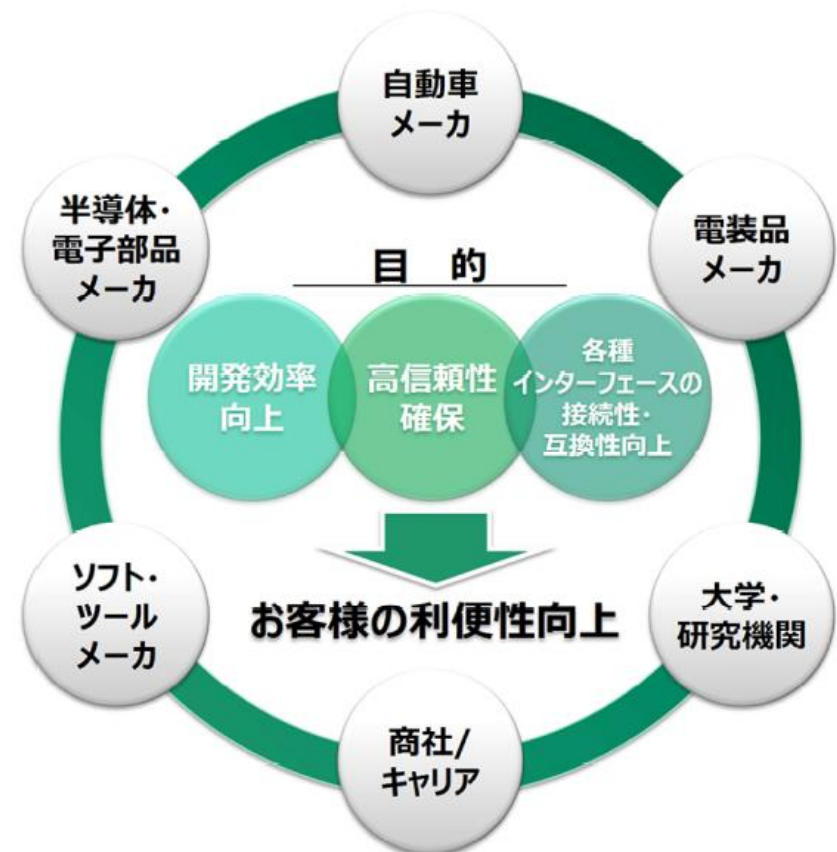 自動車
メーカ
半導体・
電子部品
メーカ
電装品
メーカ
目 的
開発効率
向上
高信頼性
確保
各種
インターフェースの
接続性・
互換性向上
お客様の利便性向上
ソフト・
ツール
メーカ
大学・
研究機関
商社/
キャリア